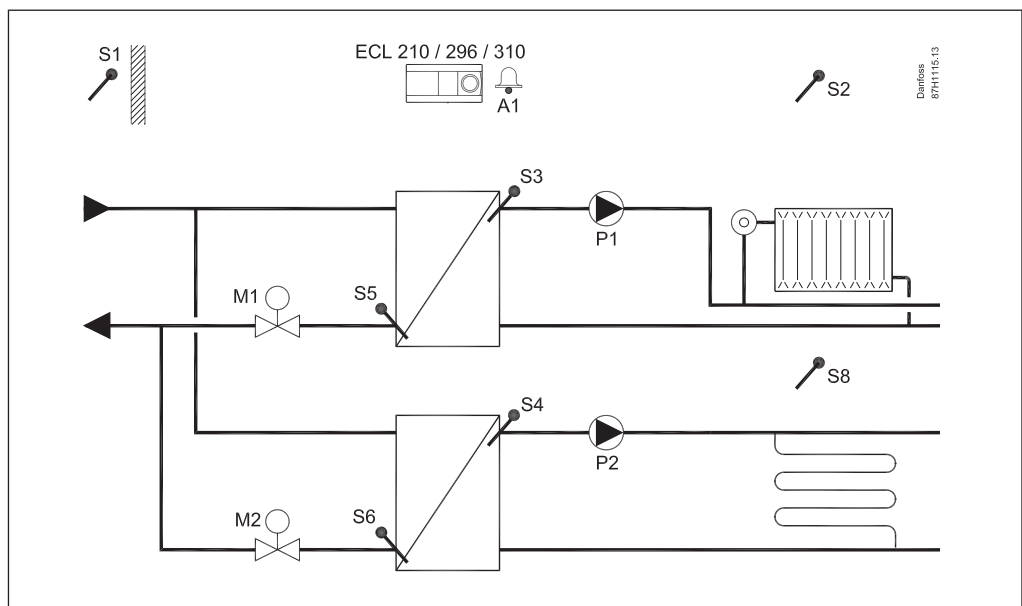 S1
ECL 210 / 296 / 310
A1
S2
Danfoss
87H1115.13
S3
P1
M1
S5
S8
S4
P2
M2
S6